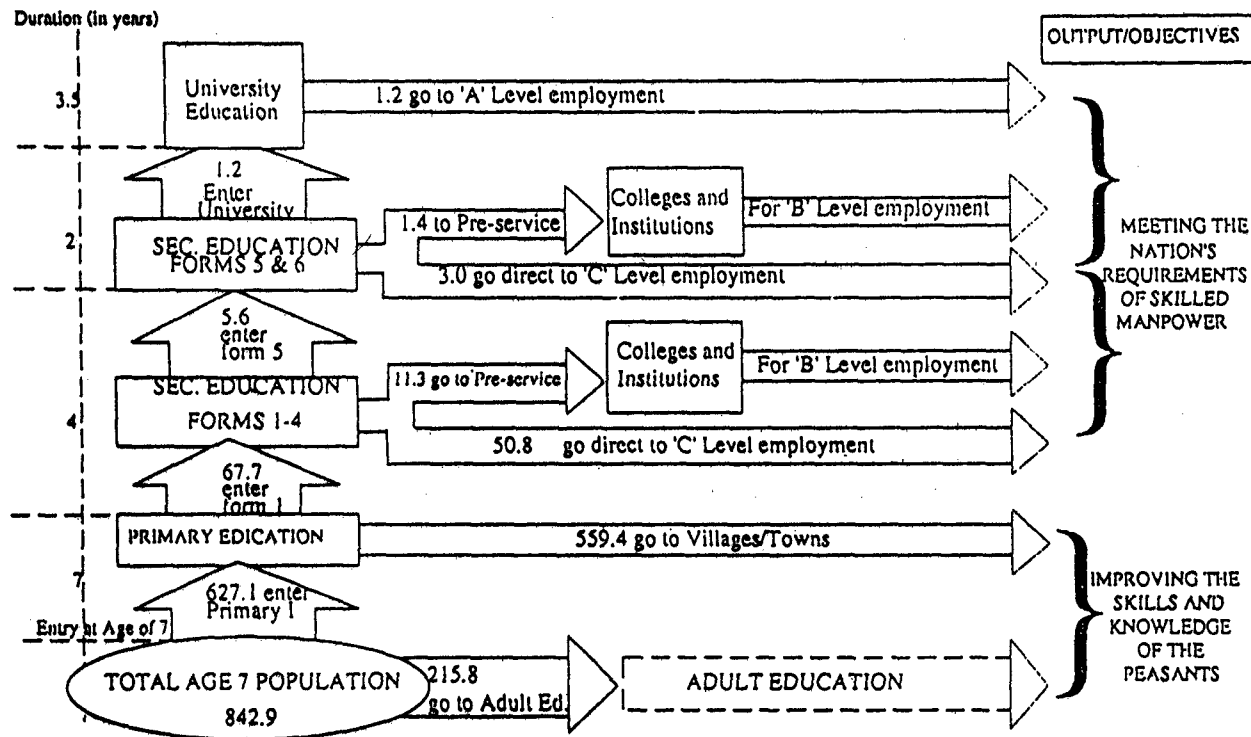 Duration (in years)
OUTPUT/OBJECTIVES
University
Education
3.5
1.2 go to 'A' Level employment
1.2
Enter
University
Colleges and
Institutions
1.4 to Pre-service
For 'B' Level employment
2
SEC. EDUCATION
FORMS 5 & 6
3.0 go direct to 'C' Level employment
MEETING THE
NATION'S
REQUIREMENTS
OF SKILLED
MANPOWER
5.6
enter
form 5
Colleges and
Institutions
11.3 go to Pre-service
For 'B' Level employment
4
SEC. EDUCATION
FORMS 1-4
50.8 go direct to 'C' Level employment
67.7
enter
form 1
PRIMARY EDICATION
559.4 go to Villages/Towns
7
627.1 enter
Primary I
IMPROVING THE
SKILLS AND
KNOWLEDGE
OF THE
PEASANTS
Entry at Age of 7
TOTAL AGE 7 POPULATION
842.9
215.8
go to Adult Ed.
ADULT EDUCATION